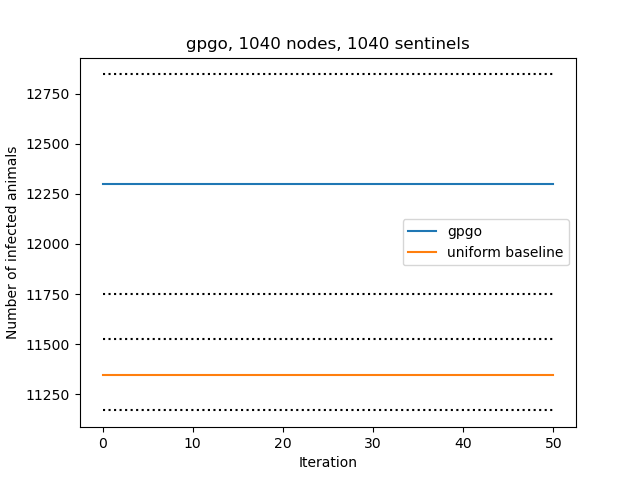 gpgo, 1040 nodes, 1040 sentinels
Number of infected animals
12750
12500
12250
12000
11750
11500
11250
gpgo
uniform baseline
0 10 20 30 40 50
Iteration